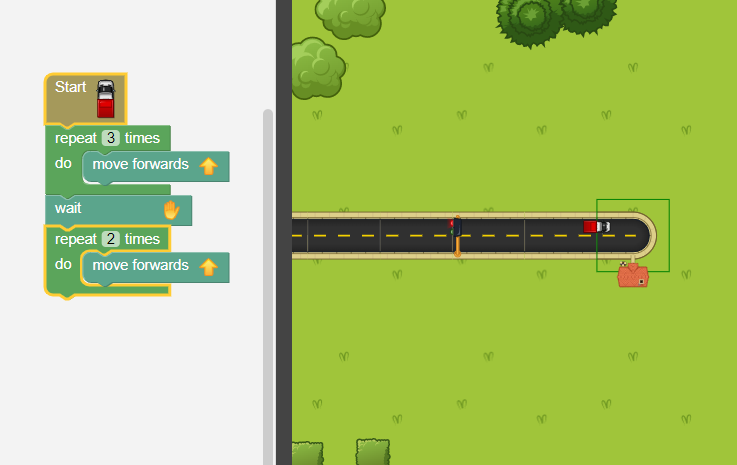 Start
repeat 3 times
do move forwards
wait
repeat 2 times
do move forwards